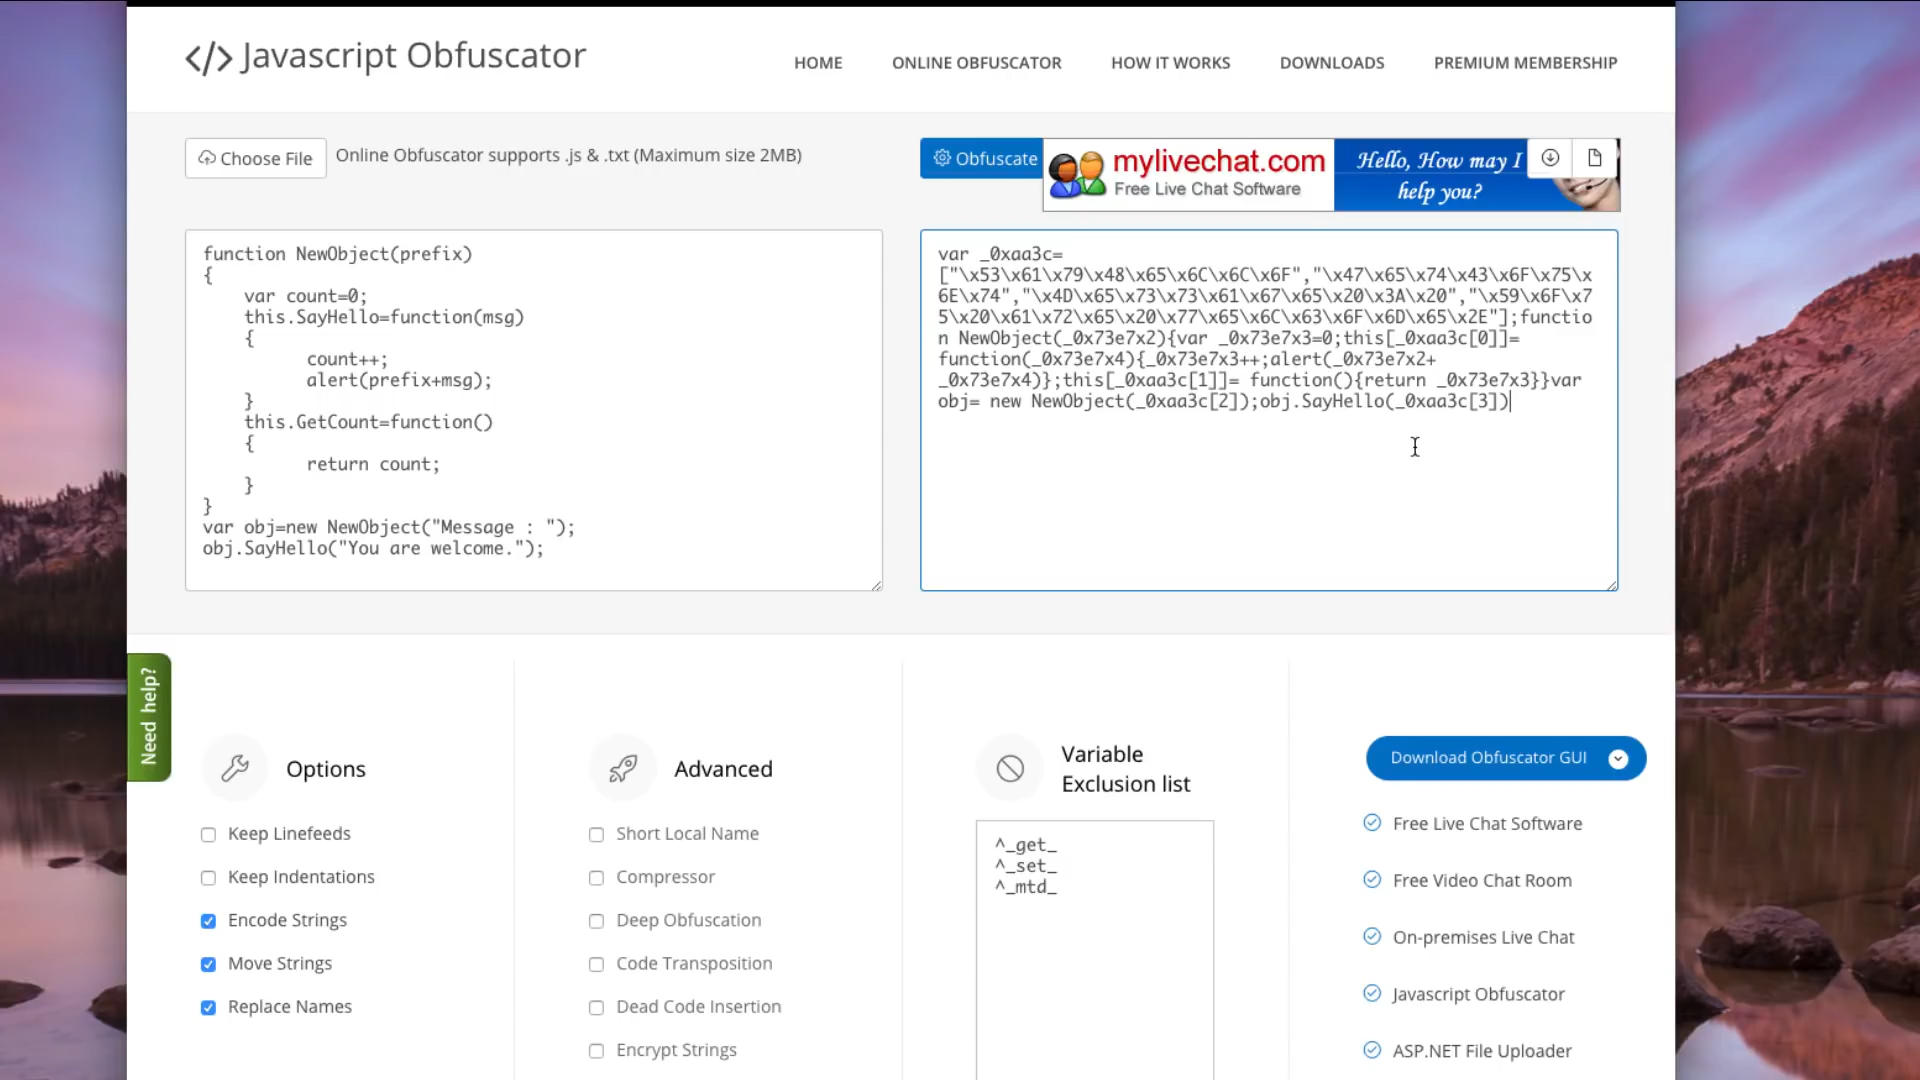 </> Javascript Obfuscator
HOME ONLINE OBFUSCATOR HOW IT WORKS DOWNLOADS PREMIUM MEMBERSHIP
Choose File Online Obfuscator supports .js & .txt (Maximum size 2MB)
Obfuscate
mylivechat.com
Free Live Chat Software
Hello, How may I
help you?
function NewObject(prefix)
{
var count=0;
this.SayHello=function(msg)
{
count++;
alert(prefix+msg);
}
this.GetCount=function()
{
return count;
}
}
var obj=new NewObject("Message : ");
obj.SayHello("You are welcome.");
var _0xaa3c=
["\x53\x61\x79\x48\x65\x6C\x6C\x6F","\x47\x65\x74\x43\x6F\x75\x
6E\x74","\x4D\x65\x73\x73\x61\x67\x65\x20\x3A\x20","\x59\x6F\x7
5\x20\x61\x72\x65\x20\x77\x65\x6C\x63\x6F\x6D\x65\x2E"];functio
n NewObject(_0x73e7x2){var _0x73e7x3=0;this[_0xaa3c[0]]=
function(_0x73e7x4){_0x73e7x3++;alert(_0x73e7x2+
_0x73e7x4)};this[_0xaa3c[1]]= function(){return _0x73e7x3}}var
obj= new NewObject(_0xaa3c[2]);obj.SayHello(_0xaa3c[3])
Need help?
Options
Keep Linefeeds
Keep Indentations
Encode Strings
Move Strings
Replace Names
Advanced
Short Local Name
Compressor
Deep Obfuscation
Code Transposition
Dead Code Insertion
Encrypt Strings
Variable
Exclusion list
^_get_
^_set_
^_mtd_
Download Obfuscator GUI
Free Live Chat Software
Free Video Chat Room
On-premises Live Chat
Javascript Obfuscator
ASP.NET File Uploader